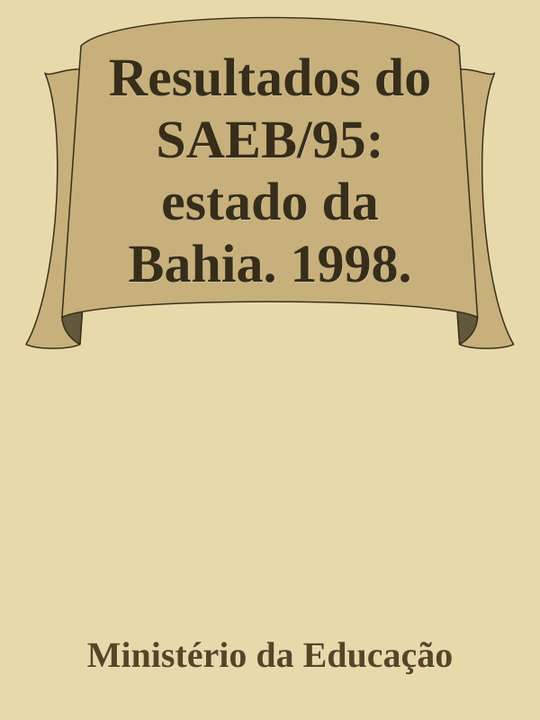 Resultados do
SAEB/95:
estado da
Bahia. 1998.
Ministério da Educação